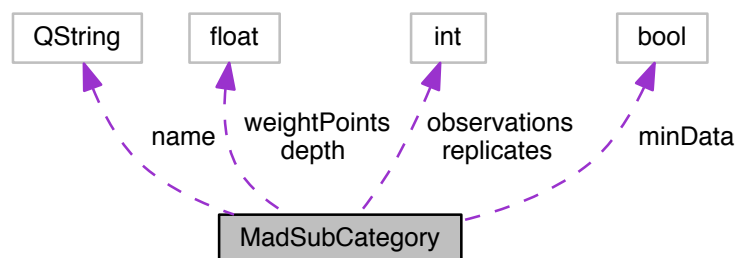 QString
float
int
bool
name
weightPoints
depth
observations
replicates
minData
MadSubCategory